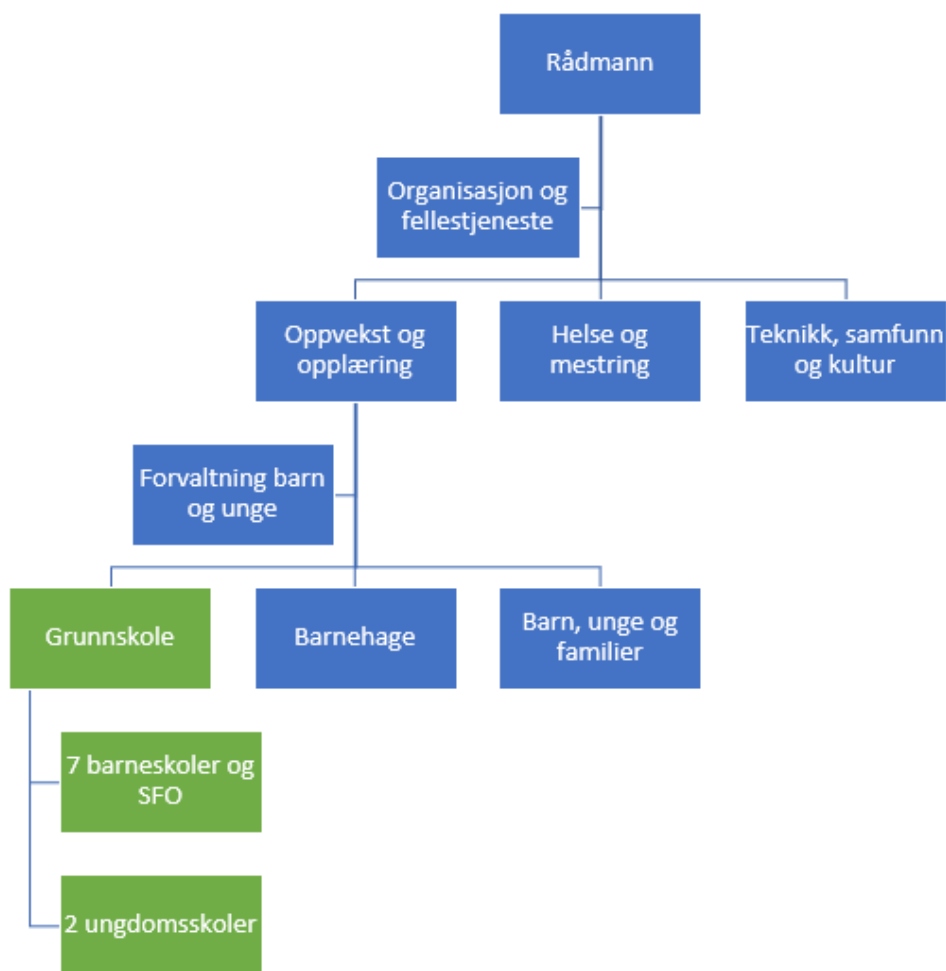 Rådmann
Organisasjon og
fellestjeneste
Oppvekst og
opplæring
Helse og
mestring
Teknikk, samfunn
og kultur
Forvaltning barn
og unge
Grunnskole
Barnehage
Barn, unge og
familier
7 barneskoler og
SFO
2 ungdomsskoler